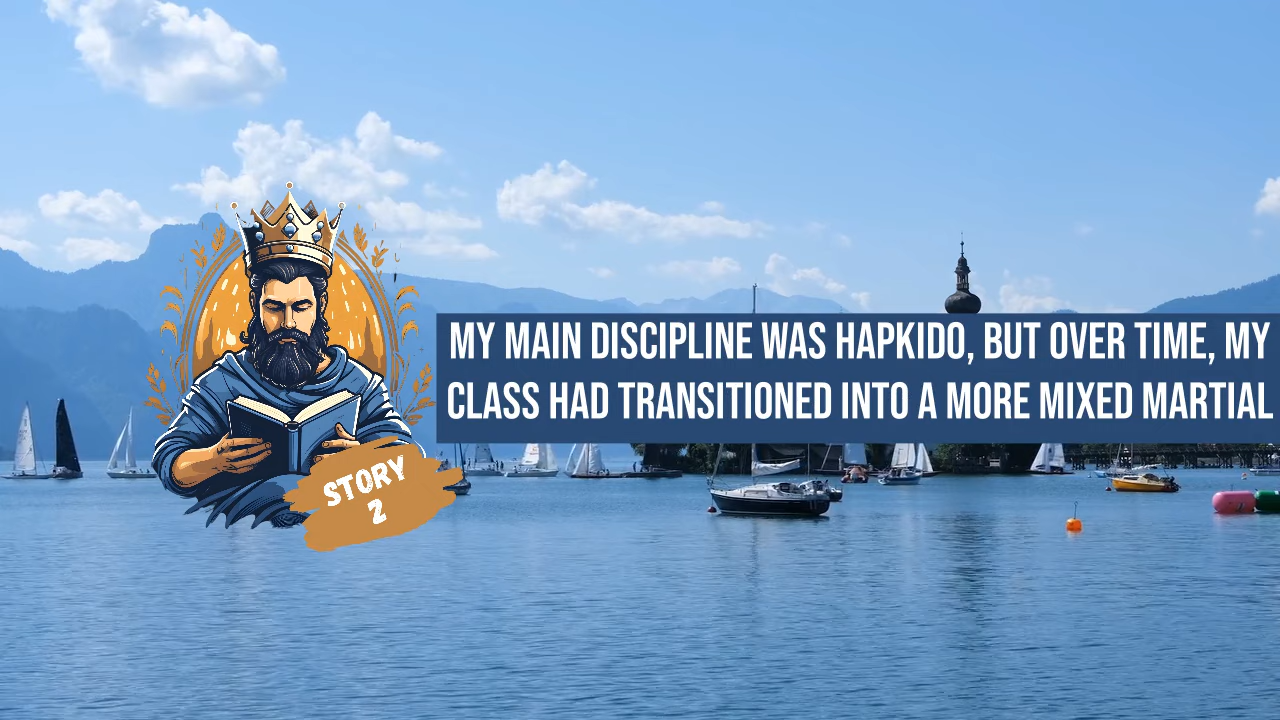 MY MAIN DISCIPLINE WAS HAPKIDO, BUT OVER TIME, MY
CLASS HAD TRANSITIONED INTO A MORE MIXED MARTIAL
STORY
2